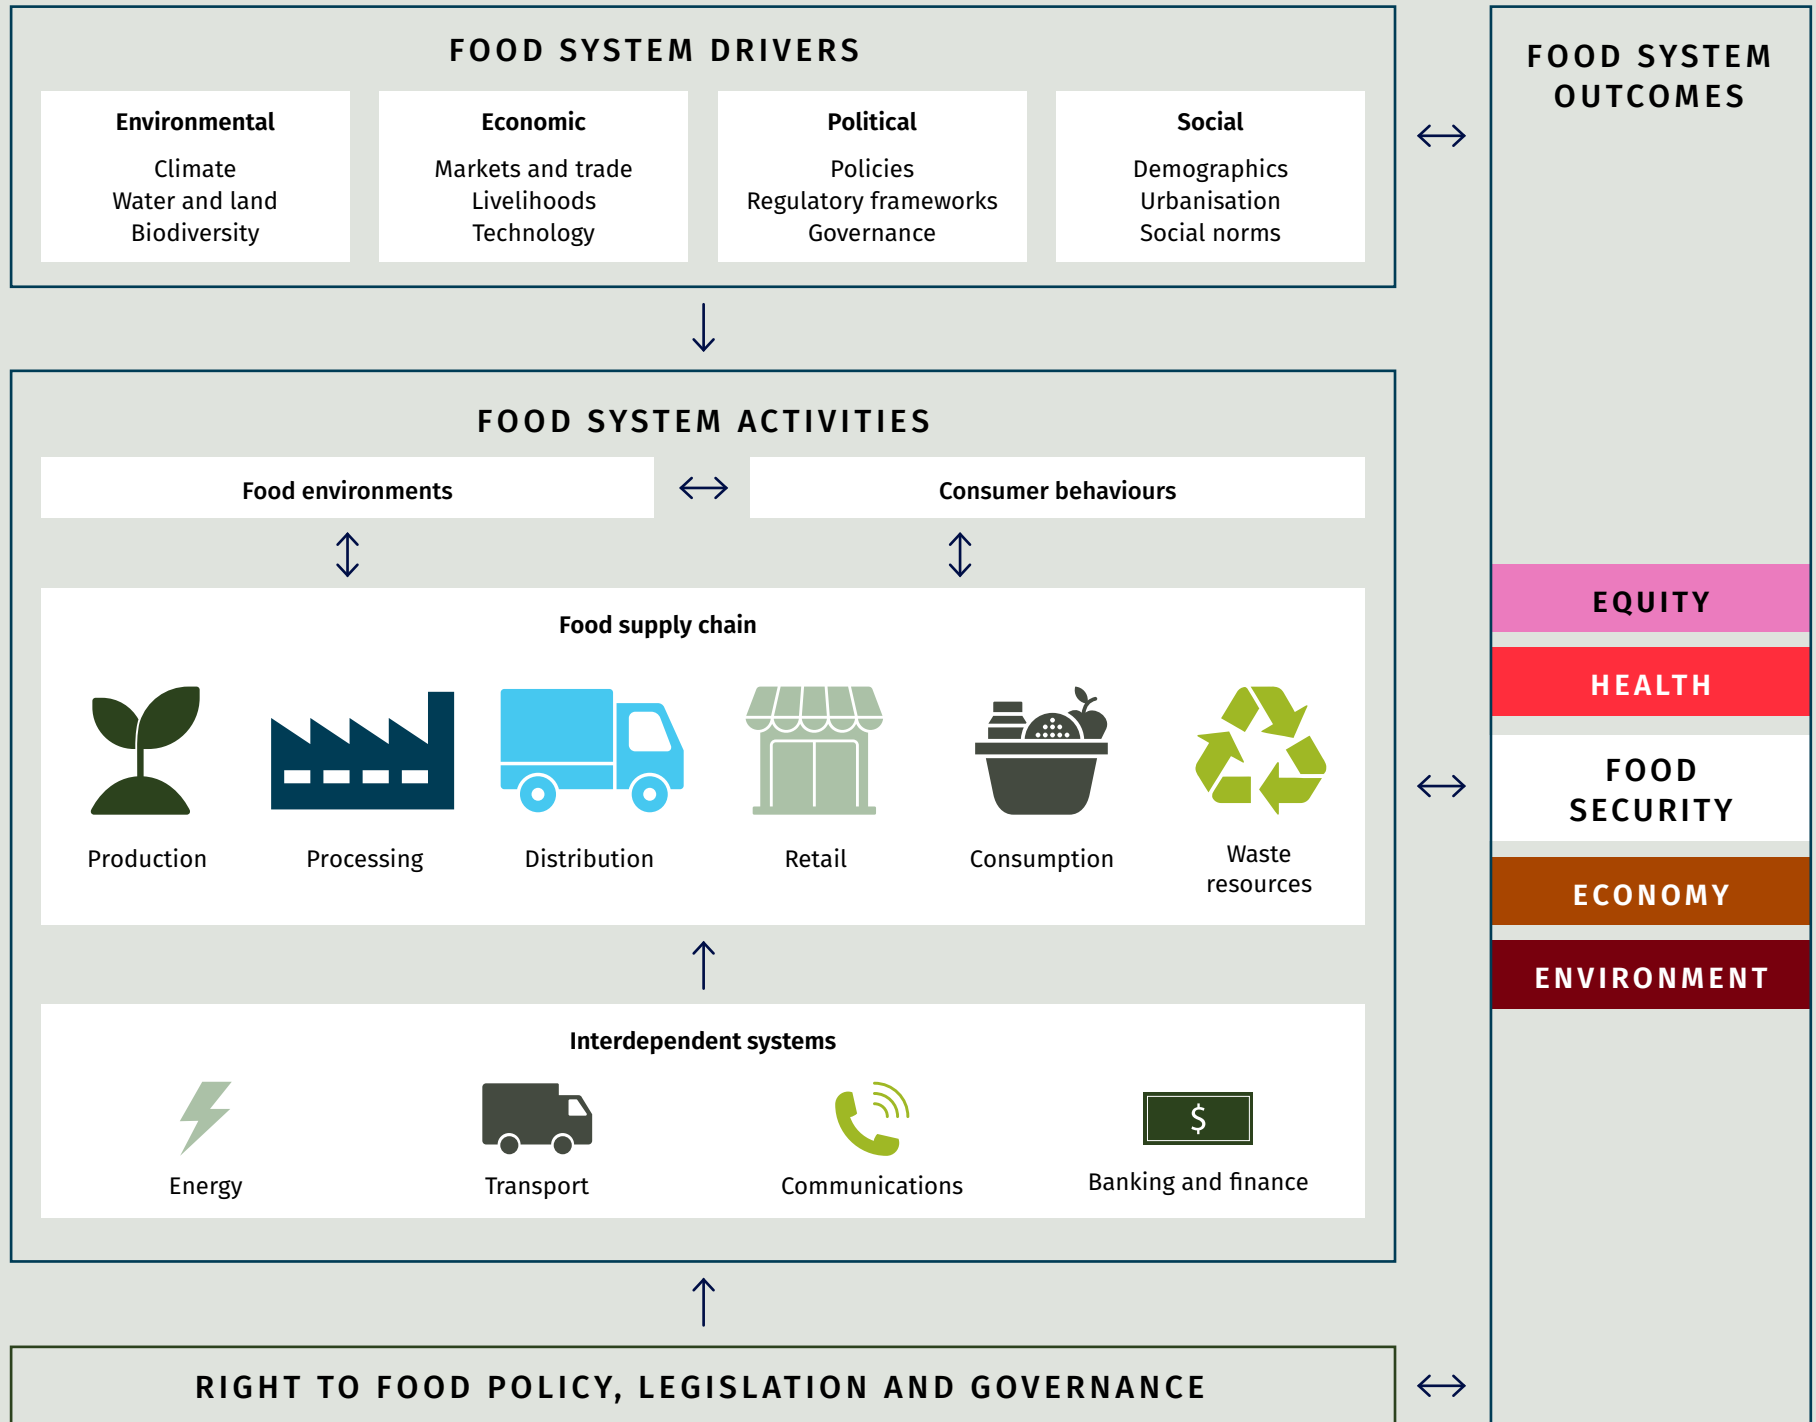 FOOD SYSTEM DRIVERS
Environmental
Climate
Water and land
Biodiversity
Economic
Markets and trade
Livelihoods
Technology
Political
Policies
Regulatory frameworks
Governance
Social
Demographics
Urbanisation
Social norms
FOOD SYSTEM ACTIVITIES
Food environments
Consumer behaviours
Food supply chain
Production
Processing
Distribution
Retail
Consumption
Waste
resources
Interdependent systems
$
Energy
Transport
Communications
Banking and finance
RIGHT TO FOOD POLICY, LEGISLATION AND GOVERNANCE
FOOD SYSTEM
OUTCOMES
EQUITY
HEALTH
FOOD
SECURITY
ECONOMY
ENVIRONMENT